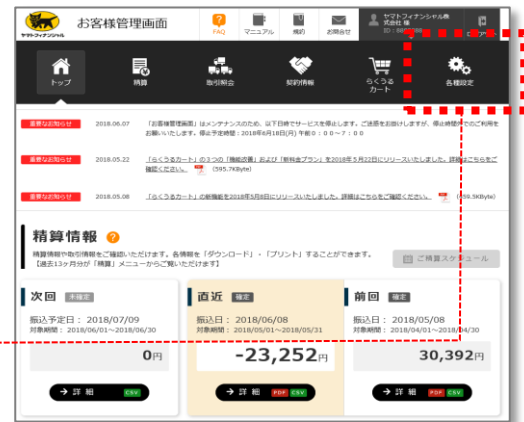 ヤマトフィナンシャル
お客様管理画面
FAQ
マニュアル
規約
お問合せ
ヤマトフィナンシャル株
式会社 様
トップ
精算
取引照会
契約情報
らくうる
カート
各種設定
重要なお知らせ 2018.06.07 「お客様管理画面」はメンテナンスのため、以下日時でサービスを停止します。ご迷惑をお掛けしますが、停止時間外でのご利用を
お願いいたします。停止予定時間：2018年6月18日(月) 午前0：00～7：00
重要なお知らせ 2018.05.22 「らくうるカート」の3つの「機能改善」および「新料金プラン」を2018年5月22日にリリースいたしました。詳細はこちらをご
確認ください。 (595.7KByte)
重要なお知らせ 2018.05.08 「らくうるカート」の新機能を2018年5月8日にリリースいたしました。詳細はこちらをご確認ください。
精算情報
精算情報や取引情報をご確認いただけます。各情報を「ダウンロード」・「プリント」することができます。
【過去13ヶ月分が「精算」メニューからご覧いただけます】
ご精算スケジュール
次回 未確定
振込予定日： 2018/07/09
対象期間： 2018/06/01～2018/06/30
0円
→ 詳細 CSV
直近 確定
振込日： 2018/06/08
対象期間： 2018/05/01～2018/05/31
-23,252円
→ 詳細 PDF CSV
前回 確定
振込日： 2018/05/08
対象期間： 2018/04/01～2018/04/30
30,392円
→ 詳細 PDF CSV